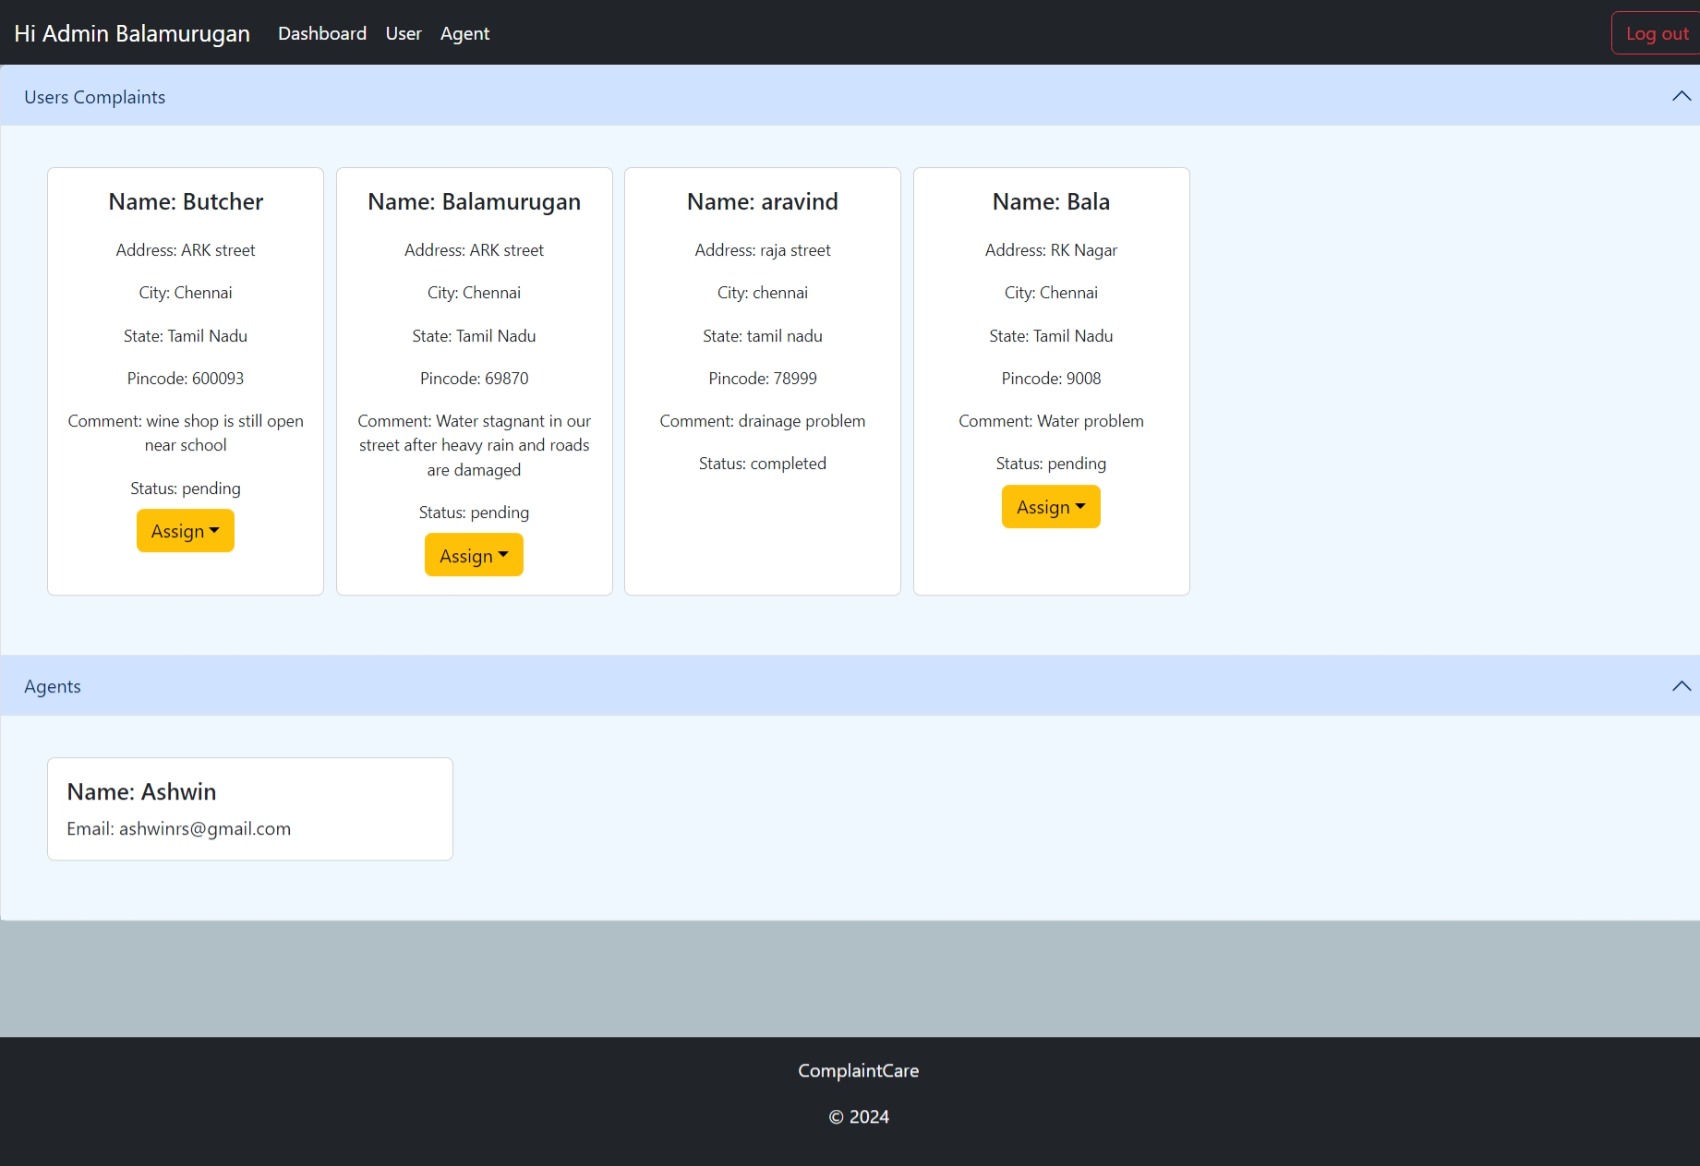 Hi Admin Balamurugan Dashboard User Agent Log out
Users Complaints
Name: Butcher
Address: ARK street
City: Chennai
State: Tamil Nadu
Pincode: 600093
Comment: wine shop is still open
near school
Status: pending
Assign
Name: Balamurugan
Address: ARK street
City: Chennai
State: Tamil Nadu
Pincode: 69870
Comment: Water stagnant in our
street after heavy rain and roads
are damaged
Status: pending
Assign
Name: aravind
Address: raja street
City: chennai
State: tamil nadu
Pincode: 78999
Comment: drainage problem
Status: completed
Name: Bala
Address: RK Nagar
City: Chennai
State: Tamil Nadu
Pincode: 9008
Comment: Water problem
Status: pending
Assign
Agents
Name: Ashwin
Email: ashwinrs@gmail.com
ComplaintCare
© 2024